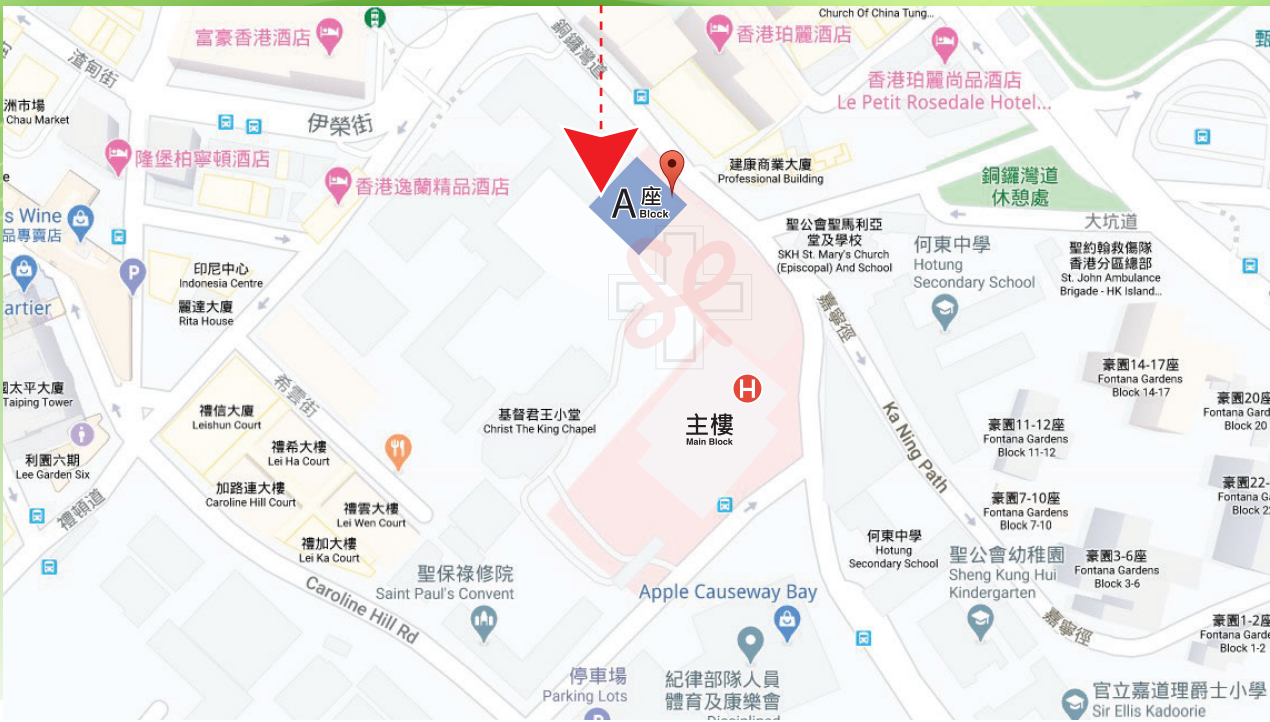 Church Of China Tung...
富豪香港酒店
銅鑼灣道
香港珀麗酒店
渣甸街
香港珀麗尚品酒店
Le Petit Rosedale Hotel...
洲市場
Chau Market
伊榮街
隆堡柏寧頓酒店
香港逸蘭精品酒店
建康商業大廈
Professional Building
銅鑼灣道
休憩處
A座
Block
s Wine
品專賣店
P
大坑道
聖公會聖馬利亞
堂及學校
SKH St. Mary's Church
(Episcopal) And School
何東中學
Hotung
Secondary School
聖約翰救傷隊
香港分區總部
St. John Ambulance
Brigade - HK Island...
印尼中心
Indonesia Centre
麗達大廈
Rita House
artier
嘉寧徑
豪園14-17座
Fontana Gardens
Block 14-17
太平大廈
Taiping Tower
希雲街
H
主樓
Main Block
禮信大廈
Leishun Court
基督君王小堂
Christ The King Chapel
Ka Ning Path
豪園20座
Fontana Gard
Block 20
豪園11-12座
Fontana Gardens
Block 11-12
禮希大樓
Lei Ha Court
利園六期
Lee Garden Six
加路連大樓
Caroline Hill Court
禮頓道
禮雲大樓
Lei Wen Court
豪園7-10座
Fontana Gardens
Block 7-10
豪園22-
Fontana Ga
Block 2
禮加大樓
Lei Ka Court
何東中學
Hotung
Secondary School
聖公會幼稚園
Sheng Kung Hui
Kindergarten
豪園3-6座
Fontana Gardens
Block 3-6
聖保祿修院
Saint Paul's Convent
Caroline Hill Rd
Apple Causeway Bay
嘉寧徑
豪園1-2座
Fontana Garde
Block 1-2
停車場
Parking Lots
紀律部隊人員
體育及康樂會
Disciplined
官立嘉道理爵士小學
Sir Ellis Kadoorie